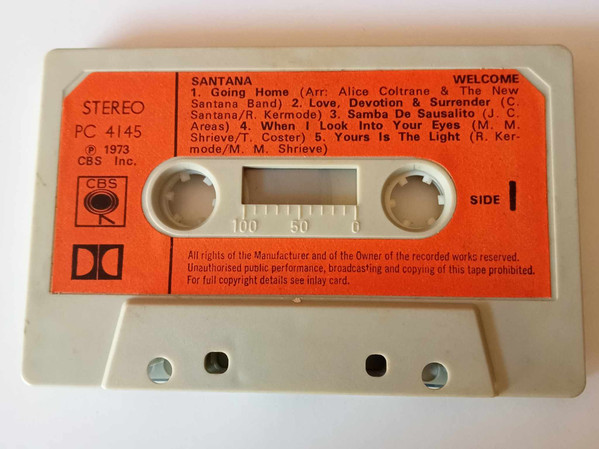 SANTANA WELCOME
1. Going Home (Arr: Alice Coltrane & The New
Santana Band) 2. Love, Devotion & Surrender (C.
Santana/R. Kermode) 3. Samba De Sausalito (J. C.
Areas) 4. When I Look Into Your Eyes (M. M.
Shrieve/T. Coster) 5. Yours Is The Light (R. Ker-
mode/M. M. Shrieve)
STEREO
PC 4145
℗ 1973
CBS Inc.
CBS
SIDE 1
100 50 0
All rights of the Manufacturer and of the Owner of the recorded works reserved.
Unauthorised public performance, broadcasting and copying of this tape prohibited.
For full copyright details see inlay card.